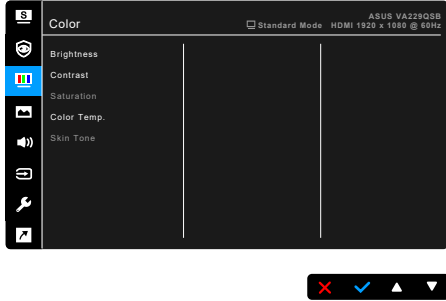 S
Color
ASUS VA229QSB
Standard Mode HDMI 1920 x 1080 @ 60Hz
Brightness
Contrast
Saturation
Color Temp.
Skin Tone